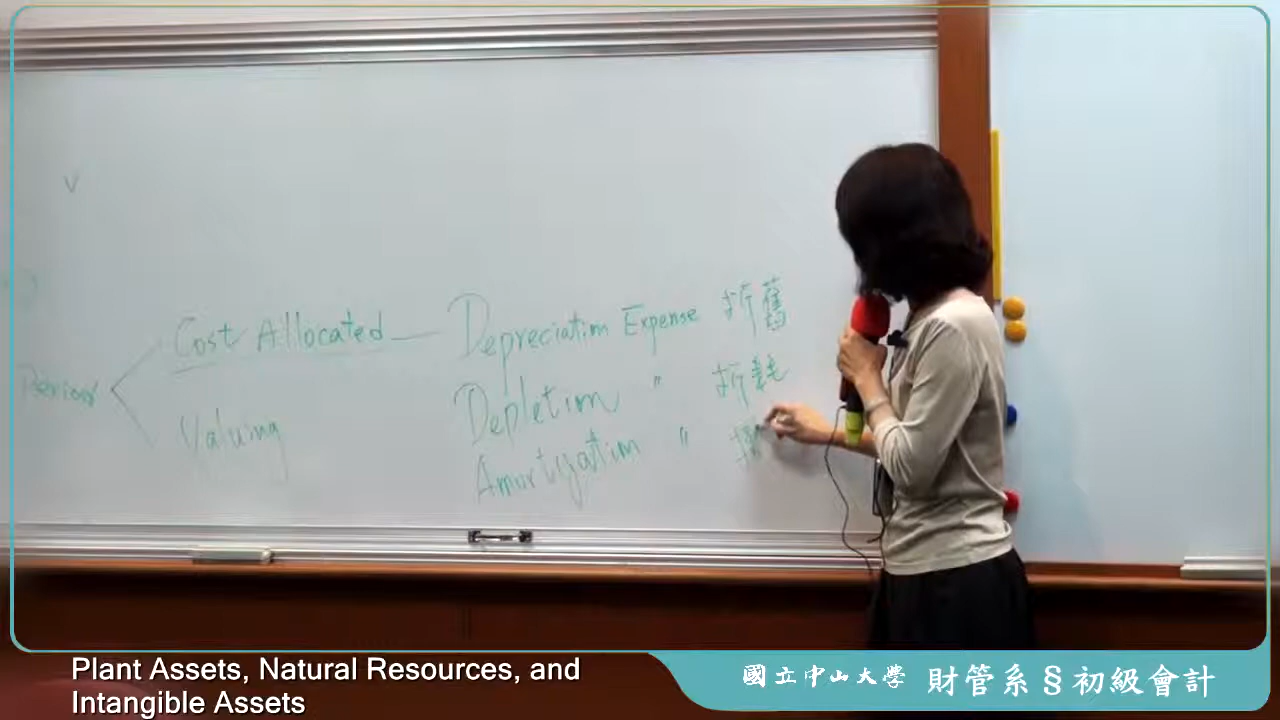 V
Period
Cost Allocated — Depreciation Expense 折舊
Depletion " 折耗
Valuing
Amortization "
Plant Assets, Natural Resources, and
Intangible Assets
國立中山大學 財管系§初級會計